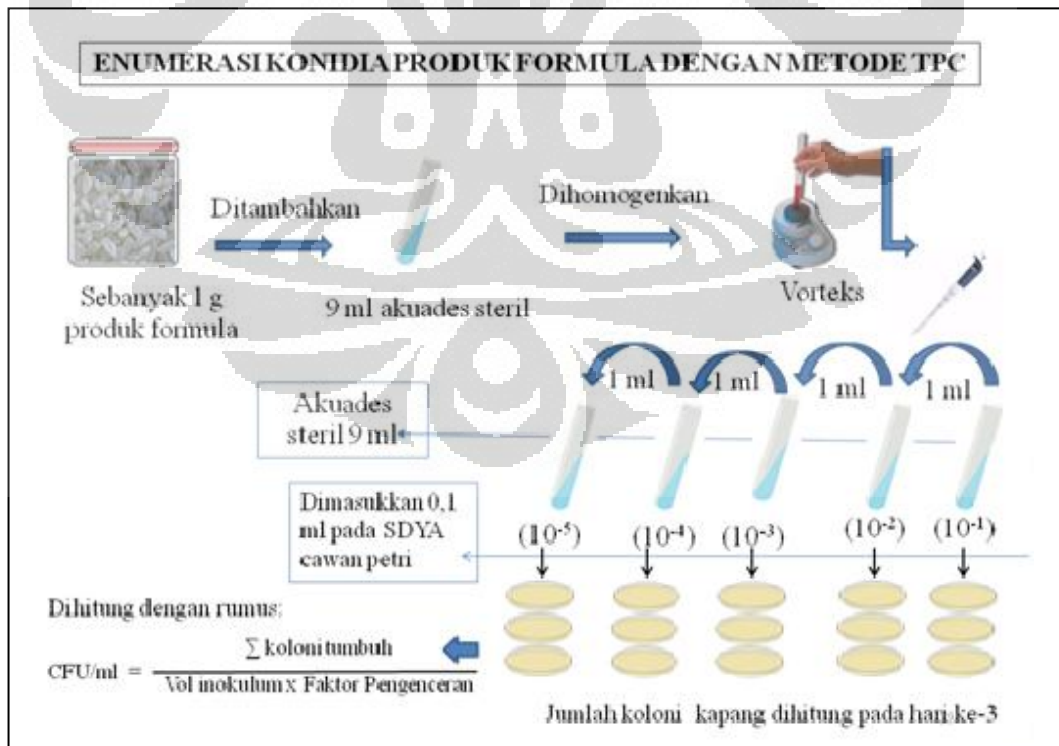 ENUMERASI KONIDIA PRODUK FORMULA DENGAN METODE TPC
Ditambahkan
Dihomogenkan
Sebanyak 1 g
produk formula
9 ml akuades steril
Vorteks
1 ml
1 ml
1 ml
1 ml
Akuades
steril 9 ml
Dimasukkan 0,1
ml pada SDYA
cawan petri
(10⁻⁵)
(10⁻⁴)
(10⁻³)
(10⁻²)
(10⁻¹)
Dihitung dengan rumus:
CFU/ml = ∑ koloni tumbuh
Vol inokulum x Faktor Pengenceran
Jumlah koloni kapang dihitung pada hari ke-3